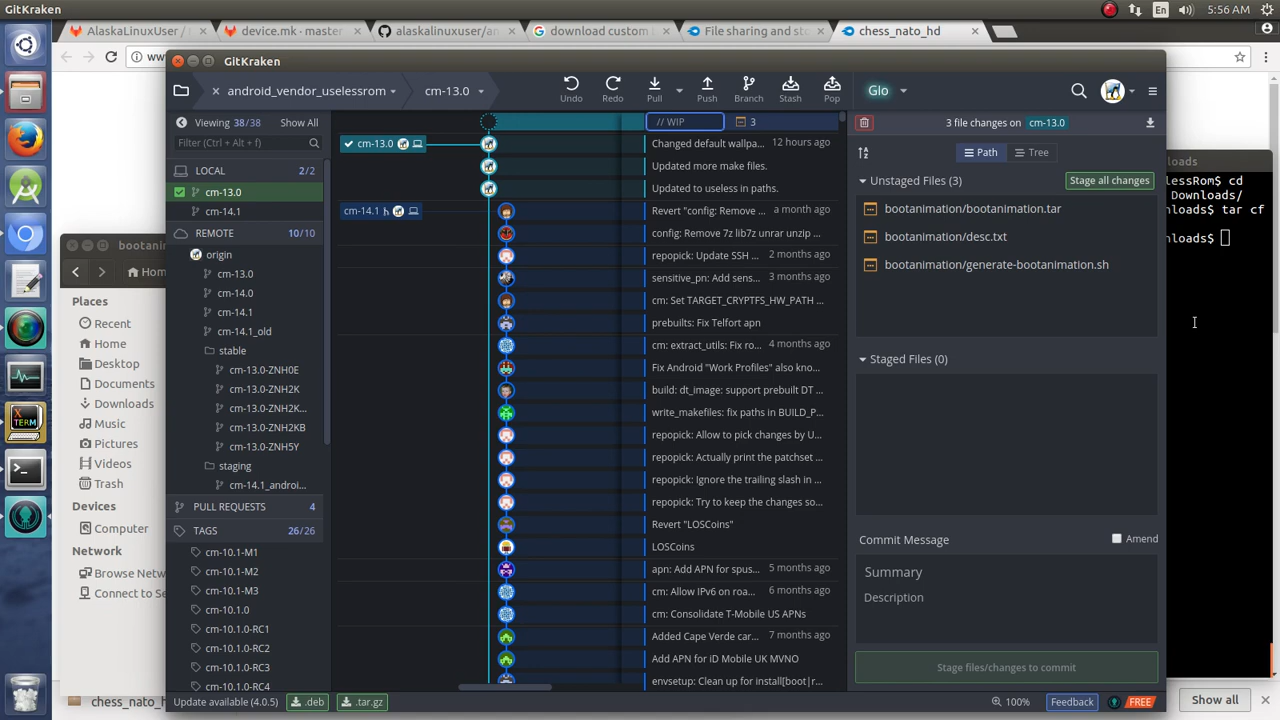 GitKraken
En
5:56 AM
AlaskaLinuxUser /
device.mk - master
alaskalinuxuser/an
download custom
File sharing and sto
chess_nato_hd
http://www
GitKraken
android_vendor_uselessrom
cm-13.0
Undo
Redo
Pull
Push
Branch
Stash
Pop
Glo
Viewing 38/38
Show All
Filter (Ctrl + Alt + f)
LOCAL
2/2
cm-13.0
cm-14.1
REMOTE
10/10
origin
cm-13.0
cm-14.0
cm-14.1
cm-14.1_old
stable
cm-13.0-ZNH0E
cm-13.0-ZNH2K
cm-13.0-ZNH2K...
cm-13.0-ZNH2KB
cm-13.0-ZNH5Y
staging
cm-14.1_androi...
PULL REQUESTS
4
TAGS
26/26
cm-10.1-M1
cm-10.1-M2
cm-10.1-M3
cm-10.1.0
cm-10.1.0-RC1
cm-10.1.0-RC2
cm-10.1.0-RC3
cm-10.1.0-RC4
cm-13.0
cm-14.1
// WIP
3
Changed default wallpa...
12 hours ago
Updated more make files.
Updated to useless in paths.
Revert "config: Remove ...
a month ago
config: Remove 7z lib7z unrar unzip ...
repopick: Update SSH ...
2 months ago
sensitive_pn: Add sens...
3 months ago
cm: Set TARGET_CRYPTFS_HW_PATH ...
prebuilts: Fix Telfort apn
cm: extract_utils: Fix ro...
4 months ago
Fix Android "Work Profiles" also kno...
build: dt_image: support prebuilt DT ...
write_makefiles: fix paths in BUILD_P...
repopick: Allow to pick changes by U...
repopick: Actually print the patchset ...
repopick: Ignore the trailing slash in ...
repopick: Try to keep the changes so...
Revert "LOSCoins"
LOSCoins
apn: Add APN for spus...
5 months ago
cm: Allow IPv6 on roa...
6 months ago
cm: Consolidate T-Mobile US APNs
Added Cape Verde car...
7 months ago
Add APN for iD Mobile UK MVNO
envsetup: Clean up for install[boot|r...
3 file changes on
cm-13.0
Path
Tree
Unstaged Files (3)
Stage all changes
bootanimation/bootanimation.tar
bootanimation/desc.txt
bootanimation/generate-bootanimation.sh
Staged Files (0)
Commit Message
Amend
Summary
Description
Stage files/changes to commit
Update available (4.0.5)
.deb
.tar.gz
100%
Feedback
FREE
bootanin
Home
Places
Recent
Home
Desktop
Documents
Downloads
Music
Pictures
Videos
Trash
Devices
Computer
Network
Browse Netw
Connect to Se
XTERM
loads
lessRom$ cd
Downloads/
nloads$ tar cf
nloads$
chess_nato_h
Show all